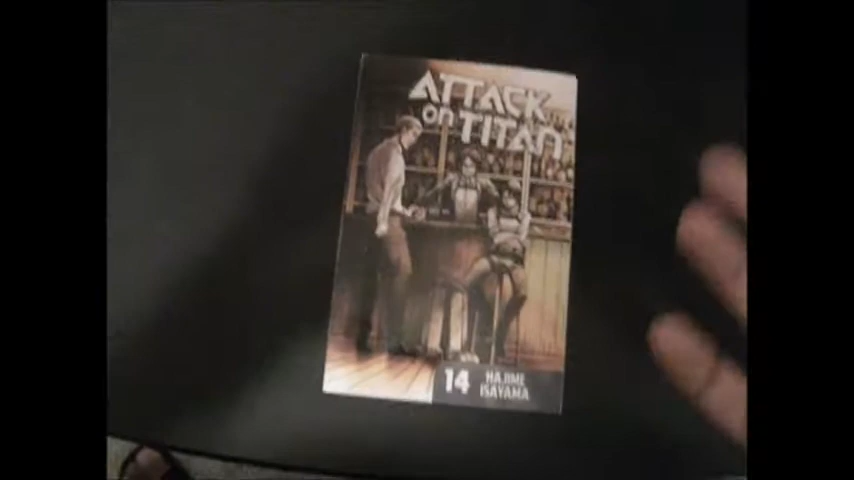 ATTACK
on TITAN
14
HAJIME
ISAYAMA